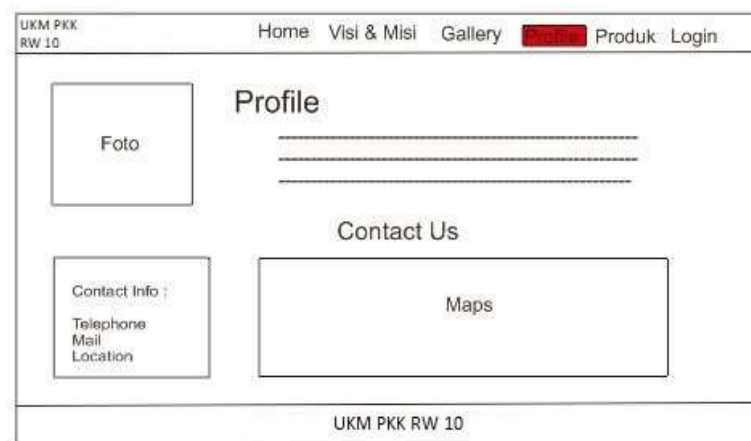 UKM PKK
RW 10
Home Visi & Misi Gallery Profile Produk Login
Profile
Foto
Contact Us
Contact Info :
Telephone
Mail
Location
Maps
UKM PKK RW 10